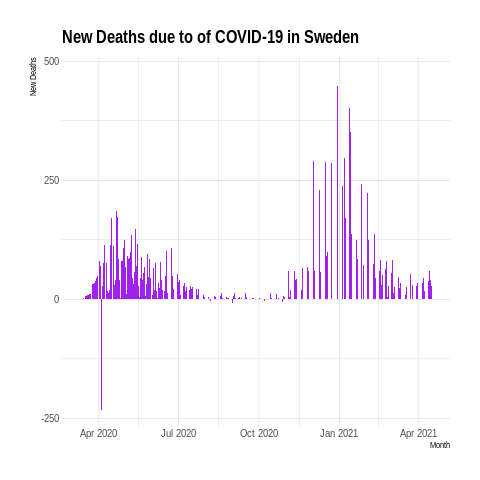 New Deaths due to of COVID-19 in Sweden
New Deaths
500
250
0
-250
Apr 2020 Jul 2020 Oct 2020 Jan 2021 Apr 2021
Month